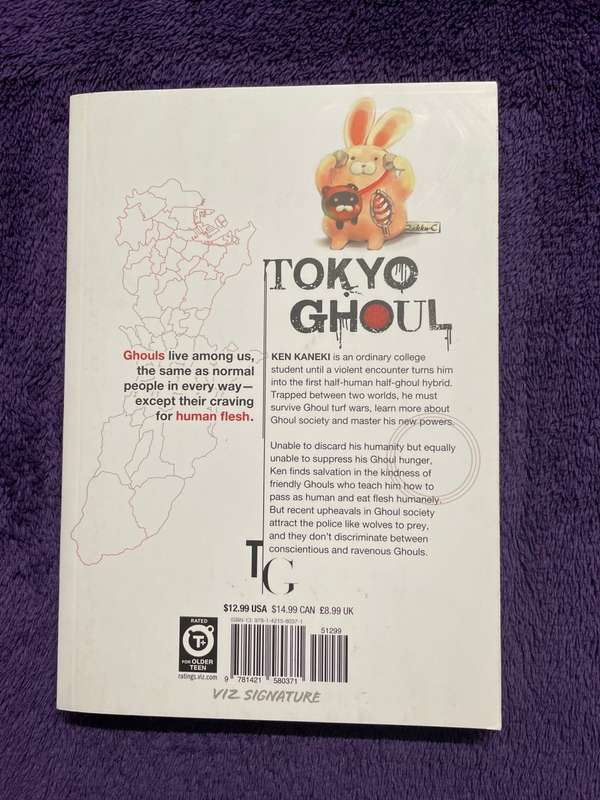 TOKYO
GHOUL
Ghouls live among us,
the same as normal
people in every way—
except their craving
for human flesh.
KEN KANEKI is an ordinary college
student until a violent encounter turns him
into the first half-human half-ghoul hybrid.
Trapped between two worlds, he must
survive Ghoul turf wars, learn more about
Ghoul society and master his new powers.
Unable to discard his humanity but equally
unable to suppress his Ghoul hunger,
Ken finds salvation in the kindness of
friendly Ghouls who teach him how to
pass as human and eat flesh humanely.
But recent upheavals in Ghoul society
attract the police like wolves to prey,
and they don't discriminate between
conscientious and ravenous Ghouls.
TG
$12.99 USA $14.99 CAN £8.99 UK
ISBN-13: 978-1-4215-8037-1
51299
9 781421 580371
RATED
T+
FOR OLDER
TEEN
ratings.viz.com
VIZ SIGNATURE